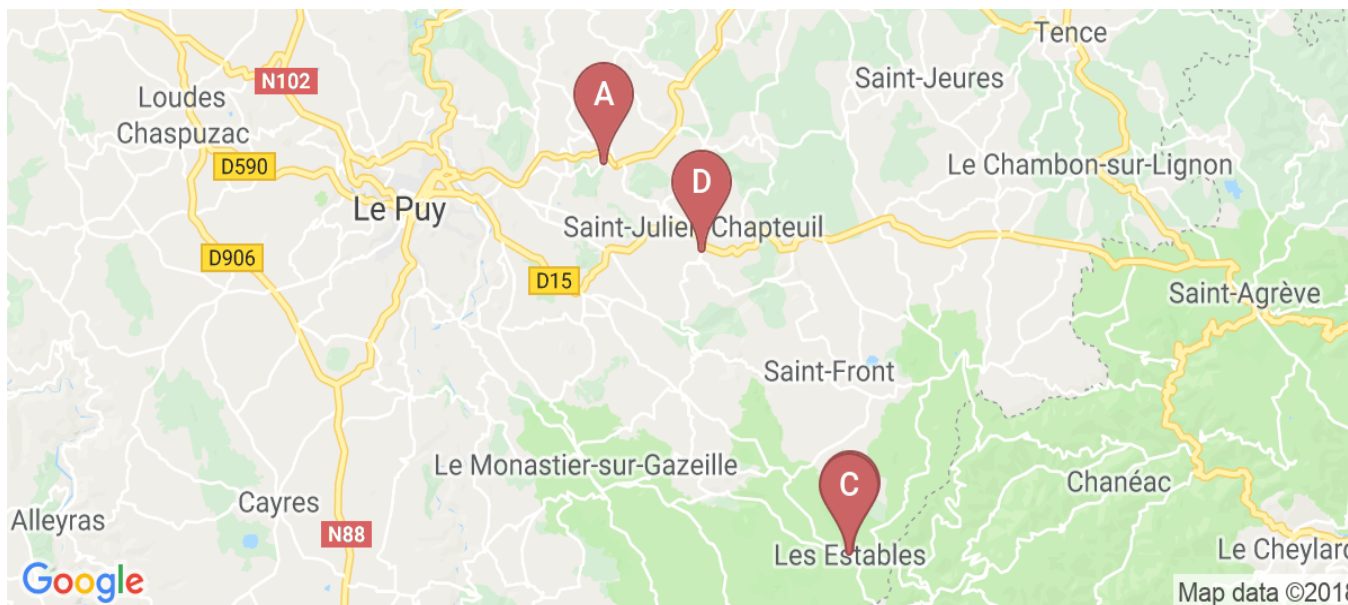 Tence
Saint-Jeures
N102
Loudes
Chaspuzac
A
D590
Le Chambon-sur-Lignon
D
Le Puy
Saint-Julien Chapteuil
D906
D15
Saint-Agrève
Saint-Front
Le Monastier-sur-Gazeille
C
Chanéac
Cayres
Alleyras
N88
Les Estables
Le Cheylard
Google
Map data ©2018